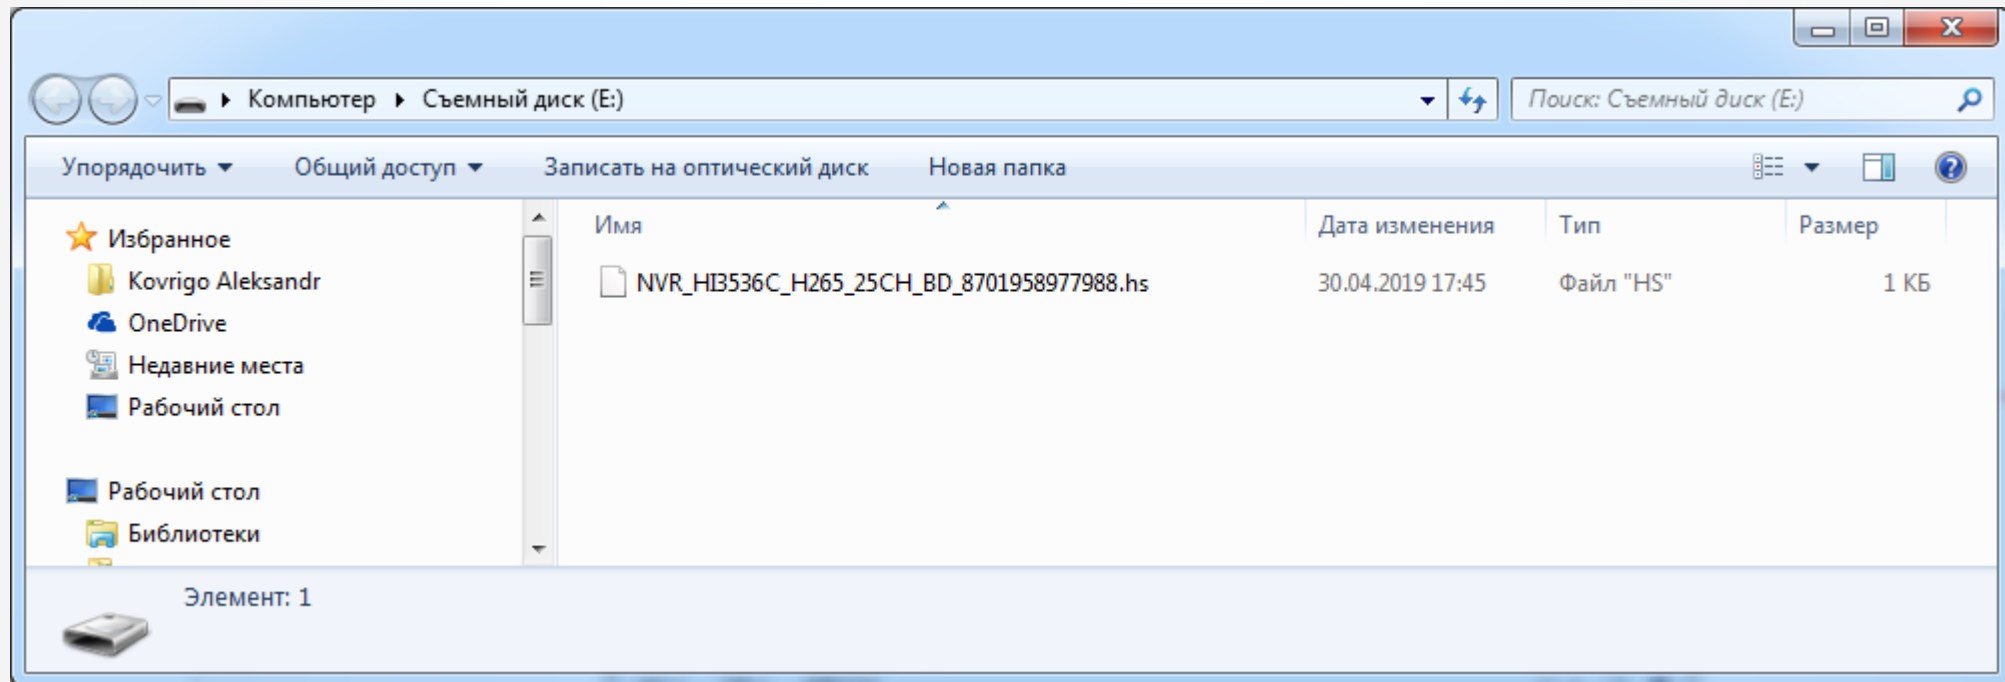 Компьютер Съемный диск (E:) Поиск: Съемный диск (E:)
Упорядочить Общий доступ Записать на оптический диск Новая папка
Имя Дата изменения Тип Размер
Избранное
Kovrigo Aleksandr
NVR_HI3536C_H265_25CH_BD_8701958977988.hs 30.04.2019 17:45 Файл "HS" 1 КБ
OneDrive
Недавние места
Рабочий стол
Рабочий стол
Библиотеки
Элемент: 1